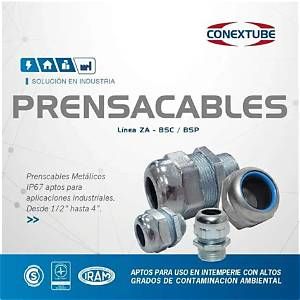 CONEXTUBE
SOLUCIÓN EN INDUSTRIA
PRENSACABLES
Línea ZA - BSC / BSP
Prenscables Metálicos
IP67 aptos para
aplicaciones industriales.
Desde 1/2" hasta 4".
>>
S
IRAM
APTOS PARA USO EN INTEMPERIE CON ALTOS
GRADOS DE CONTAMINACIÓN AMBIENTAL